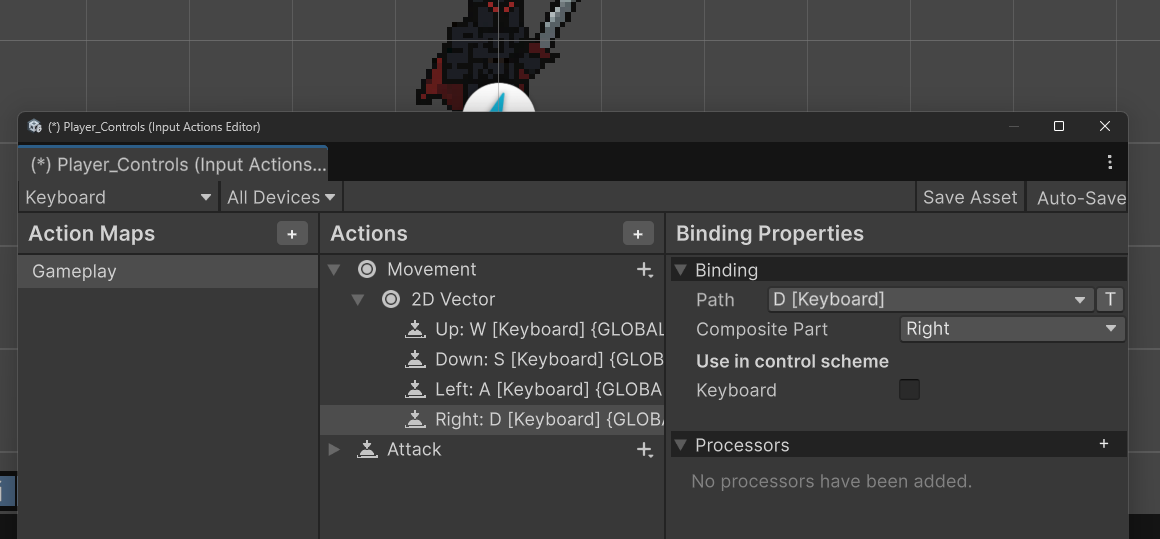 (*) Player_Controls (Input Actions Editor)
(*) Player_Controls (Input Actions...
Keyboard All Devices Save Asset Auto-Save
Action Maps + Actions + Binding Properties
Gameplay
Movement +
2D Vector
Up: W [Keyboard] {GLOBAL
Down: S [Keyboard] {GLOB
Left: A [Keyboard] {GLOBA
Right: D [Keyboard] {GLOBA
Attack +
Binding
Path D [Keyboard] T
Composite Part Right
Use in control scheme
Keyboard
Processors +
No processors have been added.